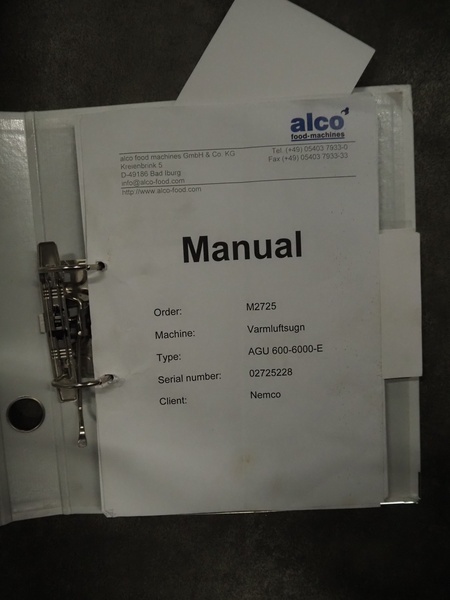 alco
food-machines
alco food machines GmbH & Co. KG
Kreienbrink 5
D-49186 Bad Iburg
info@alco-food.com
http://www.alco-food.com
Tel. (+49) 05403 7933-0
Fax (+49) 05403 7933-33
Manual
Order: M2725
Machine: Varmluftsugn
Type: AGU 600-6000-E
Serial number: 02725228
Client: Nemco